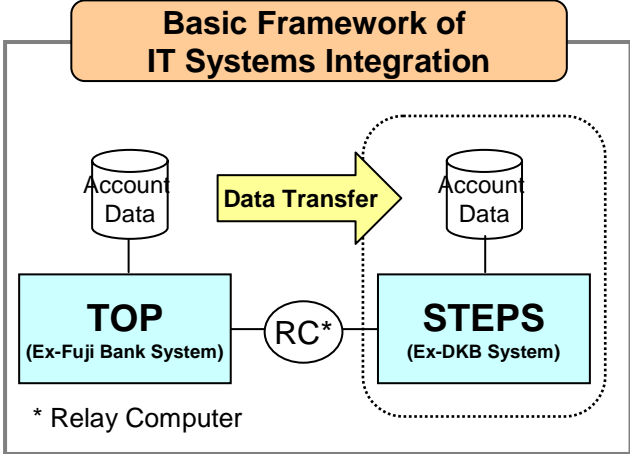 Basic Framework of
IT Systems Integration
Account
Data
Data Transfer
Account
Data
TOP
(Ex-Fuji Bank System)
RC*
STEPS
(Ex-DKB System)
* Relay Computer